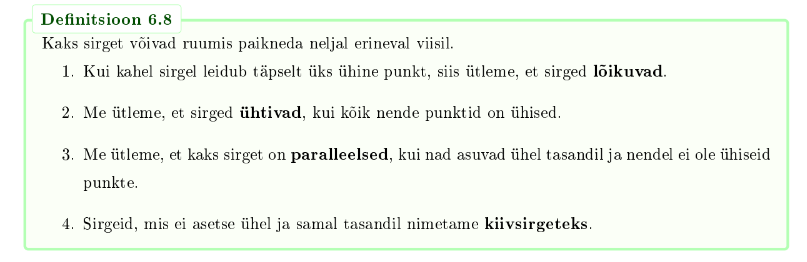 Definitsioon 6.8
Kaks sirget võivad ruumis paikneda neljal erineval viisil.
1. Kui kahel sirgel leidub täpselt üks ühine punkt, siis ütleme, et sirged lõikuvad.
2. Me ütleme, et sirged ühtivad, kui kõik nende punktid on ühised.
3. Me ütleme, et kaks sirget on paralleelsed, kui nad asuvad ühel tasandil ja nendel ei ole ühiseid
punkte.
4. Sirgeid, mis ei asetse ühel ja samal tasandil nimetame kiivsirgeteks.